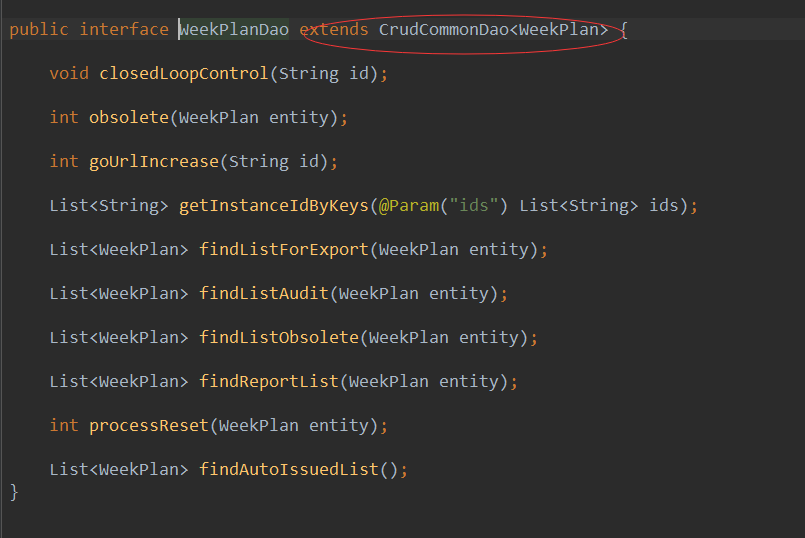 public interface WeekPlanDao extends CrudCommonDao<WeekPlan> {
void closedLoopControl(String id);
int obsolete(WeekPlan entity);
int goUrlIncrease(String id);
List<String> getInstanceIdByKeys(@Param("ids") List<String> ids);
List<WeekPlan> findListForExport(WeekPlan entity);
List<WeekPlan> findListAudit(WeekPlan entity);
List<WeekPlan> findListObsolete(WeekPlan entity);
List<WeekPlan> findReportList(WeekPlan entity);
int processReset(WeekPlan entity);
List<WeekPlan> findAutoIssuedList();
}